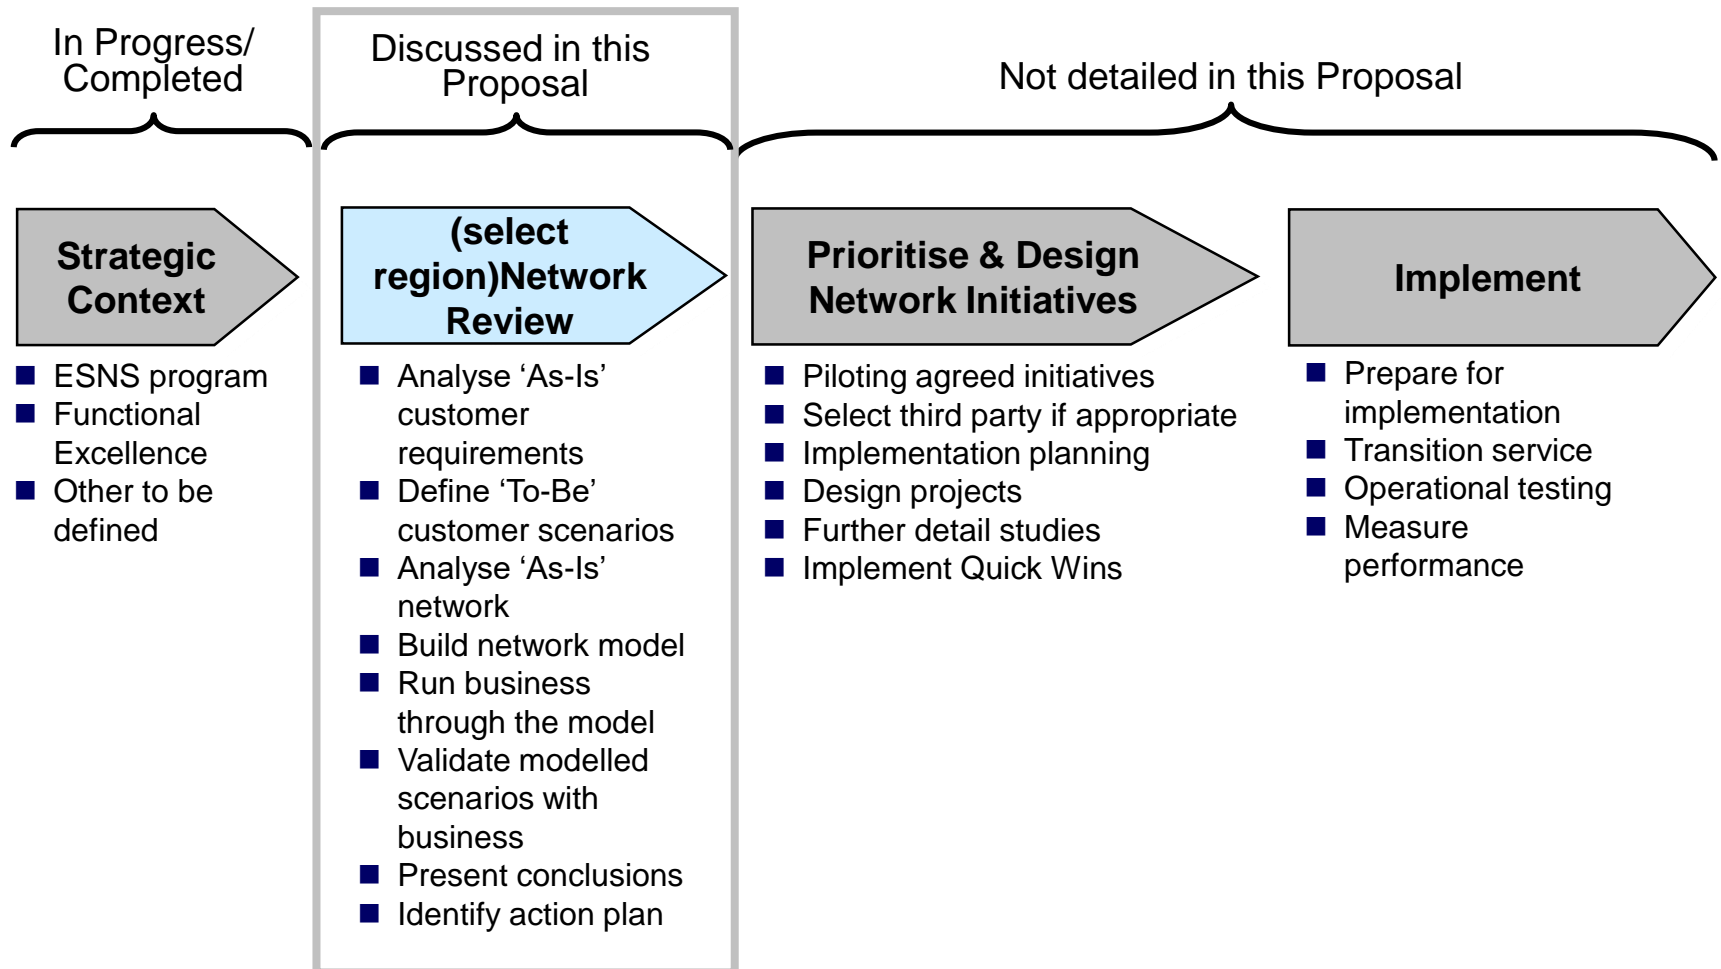 In Progress/
Completed
Discussed in this
Proposal
Not detailed in this Proposal
Strategic
Context
(select
region)Network
Review
Prioritise & Design
Network Initiatives
Implement
ESNS program
Functional
Excellence
Other to be
defined
Analyse ‘As-Is’
customer
requirements
Define ‘To-Be’
customer scenarios
Analyse ‘As-Is’
network
Build network model
Run business
through the model
Validate modelled
scenarios with
business
Present conclusions
Identify action plan
Piloting agreed initiatives
Select third party if appropriate
Implementation planning
Design projects
Further detail studies
Implement Quick Wins
Prepare for
implementation
Transition service
Operational testing
Measure
performance